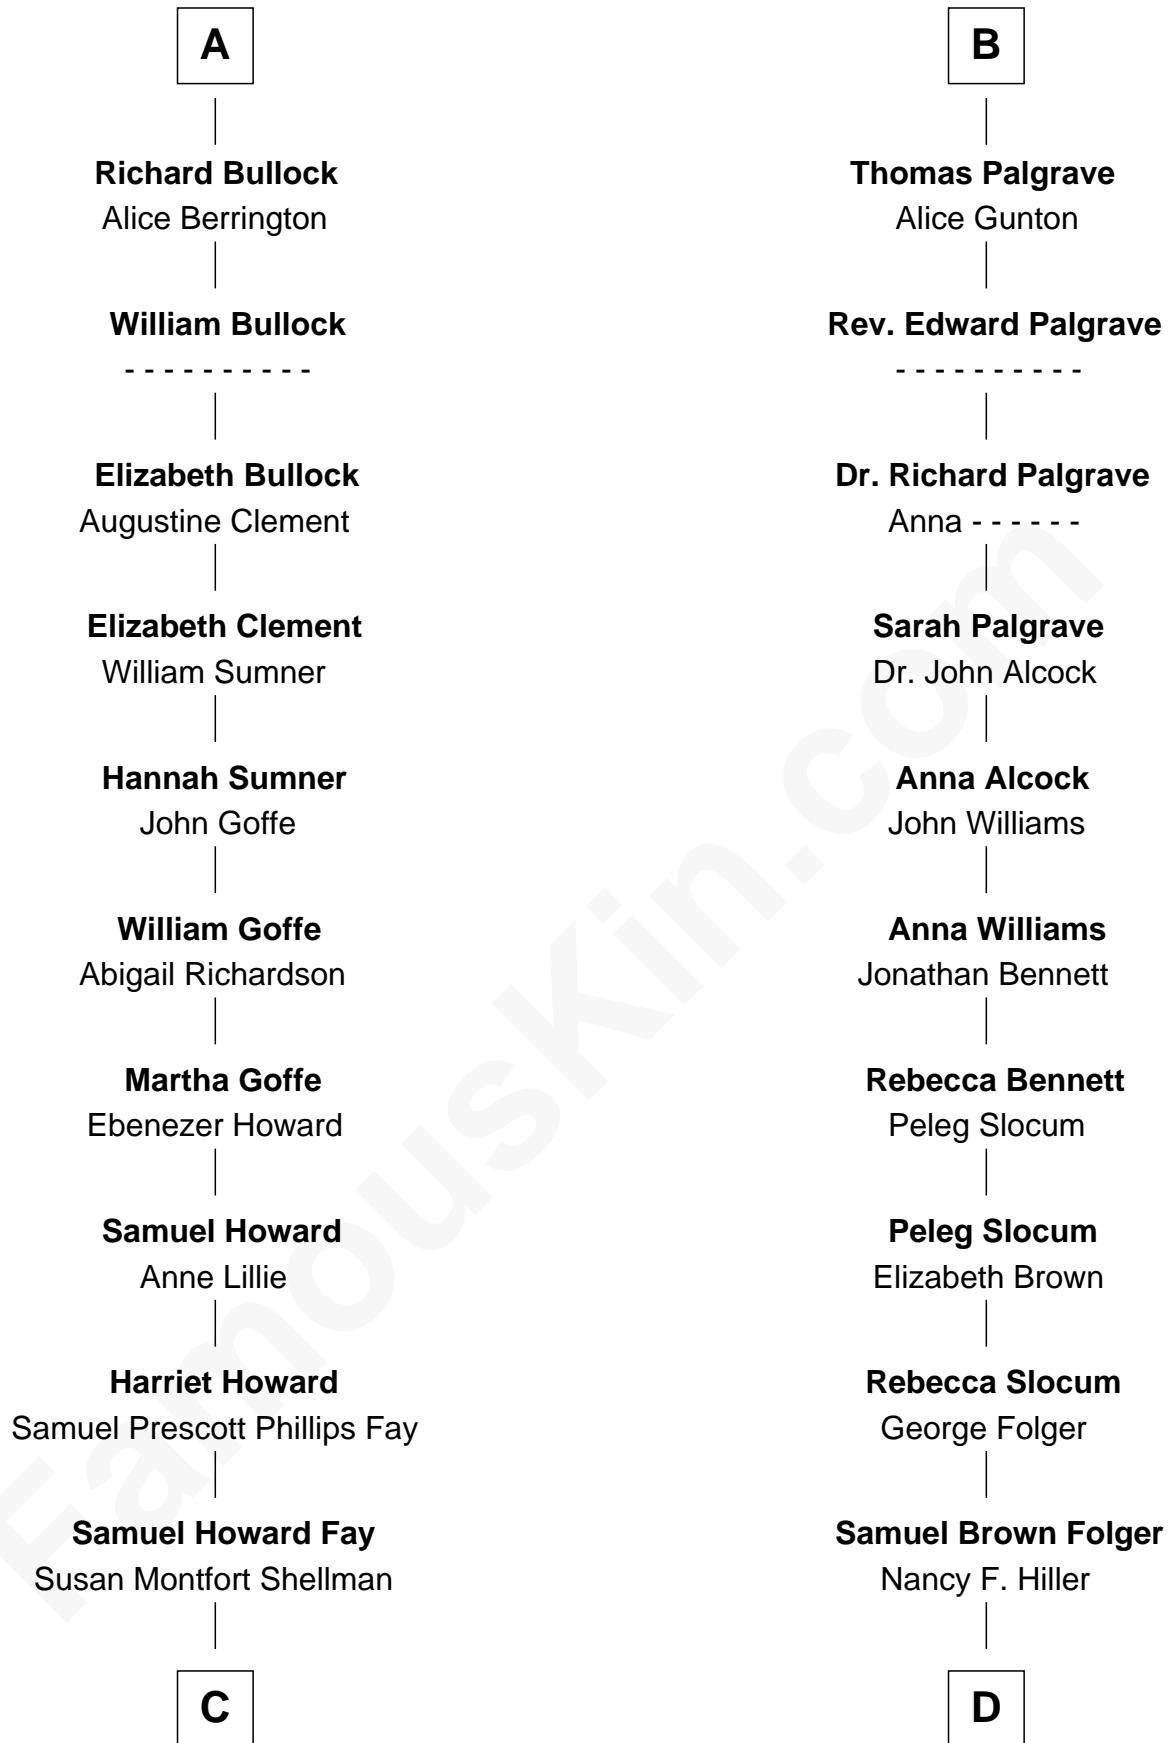 A
Richard Bullock
Alice Berrington
William Bullock
- - - - - - - - - -
Elizabeth Bullock
Augustine Clement
Elizabeth Clement
William Sumner
Hannah Sumner
John Goffe
William Goffe
Abigail Richardson
Martha Goffe
Ebenezer Howard
Samuel Howard
Anne Lillie
Harriet Howard
Samuel Prescott Phillips Fay
Samuel Howard Fay
Susan Montfort Shellman
C
B
Thomas Palgrave
Alice Gunton
Rev. Edward Palgrave
- - - - - - - - - -
Dr. Richard Palgrave
Anna - - - - - -
Sarah Palgrave
Dr. John Alcock
Anna Alcock
John Williams
Anna Williams
Jonathan Bennett
Rebecca Bennett
Peleg Slocum
Peleg Slocum
Elizabeth Brown
Rebecca Slocum
George Folger
Samuel Brown Folger
Nancy F. Hiller
D
FamousKin.com